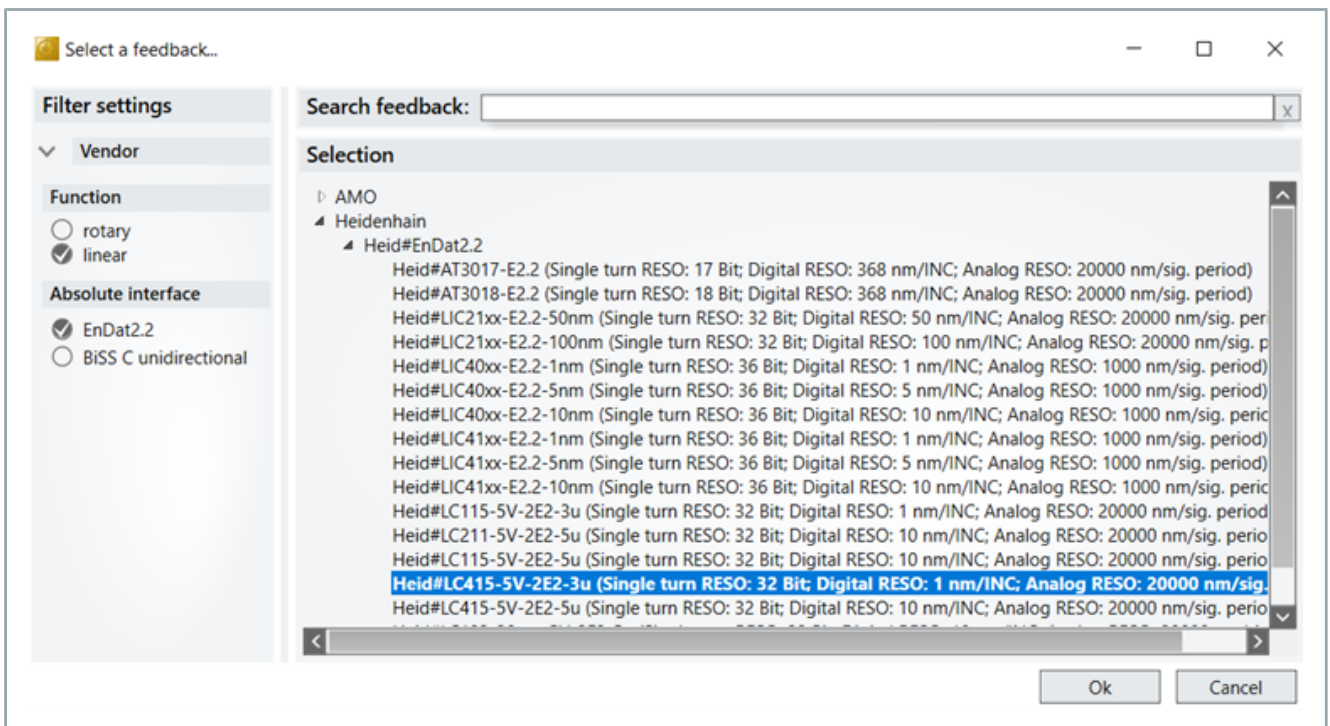 Select a feedback...
Filter settings
Vendor
Function
rotary
linear
Absolute interface
EnDat2.2
BiSS C unidirectional
Search feedback:
x
Selection
AMO
Heidenhain
Heid#EnDat2.2
Heid#AT3017-E2.2 (Single turn RESO: 17 Bit; Digital RESO: 368 nm/INC; Analog RESO: 20000 nm/sig. period)
Heid#AT3018-E2.2 (Single turn RESO: 18 Bit; Digital RESO: 368 nm/INC; Analog RESO: 20000 nm/sig. period)
Heid#LIC21xx-E2.2-50nm (Single turn RESO: 32 Bit; Digital RESO: 50 nm/INC; Analog RESO: 20000 nm/sig. peri
Heid#LIC21xx-E2.2-100nm (Single turn RESO: 32 Bit; Digital RESO: 100 nm/INC; Analog RESO: 20000 nm/sig. p
Heid#LIC40xx-E2.2-1nm (Single turn RESO: 36 Bit; Digital RESO: 1 nm/INC; Analog RESO: 1000 nm/sig. period)
Heid#LIC40xx-E2.2-5nm (Single turn RESO: 36 Bit; Digital RESO: 5 nm/INC; Analog RESO: 1000 nm/sig. period)
Heid#LIC40xx-E2.2-10nm (Single turn RESO: 36 Bit; Digital RESO: 10 nm/INC; Analog RESO: 1000 nm/sig. peric
Heid#LIC41xx-E2.2-1nm (Single turn RESO: 36 Bit; Digital RESO: 1 nm/INC; Analog RESO: 1000 nm/sig. period)
Heid#LIC41xx-E2.2-5nm (Single turn RESO: 36 Bit; Digital RESO: 5 nm/INC; Analog RESO: 1000 nm/sig. period)
Heid#LIC41xx-E2.2-10nm (Single turn RESO: 36 Bit; Digital RESO: 10 nm/INC; Analog RESO: 1000 nm/sig. peric
Heid#LC115-5V-2E2-3u (Single turn RESO: 32 Bit; Digital RESO: 1 nm/INC; Analog RESO: 20000 nm/sig. period
Heid#LC211-5V-2E2-5u (Single turn RESO: 32 Bit; Digital RESO: 10 nm/INC; Analog RESO: 20000 nm/sig. perio
Heid#LC115-5V-2E2-5u (Single turn RESO: 32 Bit; Digital RESO: 10 nm/INC; Analog RESO: 20000 nm/sig. perio
Heid#LC415-5V-2E2-3u (Single turn RESO: 32 Bit; Digital RESO: 1 nm/INC; Analog RESO: 20000 nm/sig.
Heid#LC415-5V-2E2-5u (Single turn RESO: 32 Bit; Digital RESO: 10 nm/INC; Analog RESO: 20000 nm/sig. perio
Ok
Cancel